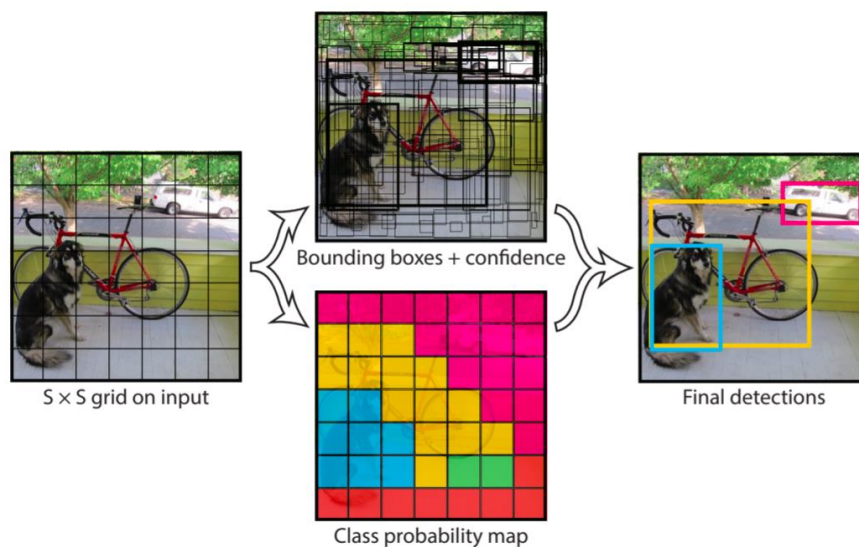 Bounding boxes + confidence
S × S grid on input
Final detections
Class probability map